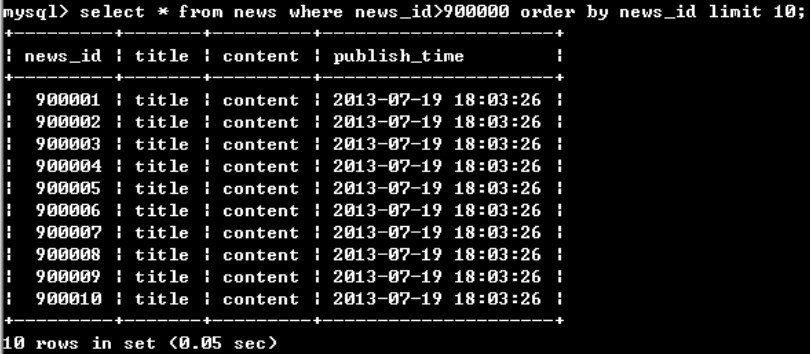 mysql> select * from news where news_id>900000 order by news_id limit 10;
+---------+-------+---------+---------------------+
| news_id | title | content | publish_time        |
+---------+-------+---------+---------------------+
|  900001 | title | content | 2013-07-19 18:03:26 |
|  900002 | title | content | 2013-07-19 18:03:26 |
|  900003 | title | content | 2013-07-19 18:03:26 |
|  900004 | title | content | 2013-07-19 18:03:26 |
|  900005 | title | content | 2013-07-19 18:03:26 |
|  900006 | title | content | 2013-07-19 18:03:26 |
|  900007 | title | content | 2013-07-19 18:03:26 |
|  900008 | title | content | 2013-07-19 18:03:26 |
|  900009 | title | content | 2013-07-19 18:03:26 |
|  900010 | title | content | 2013-07-19 18:03:26 |
+---------+-------+---------+---------------------+
10 rows in set (0.05 sec)